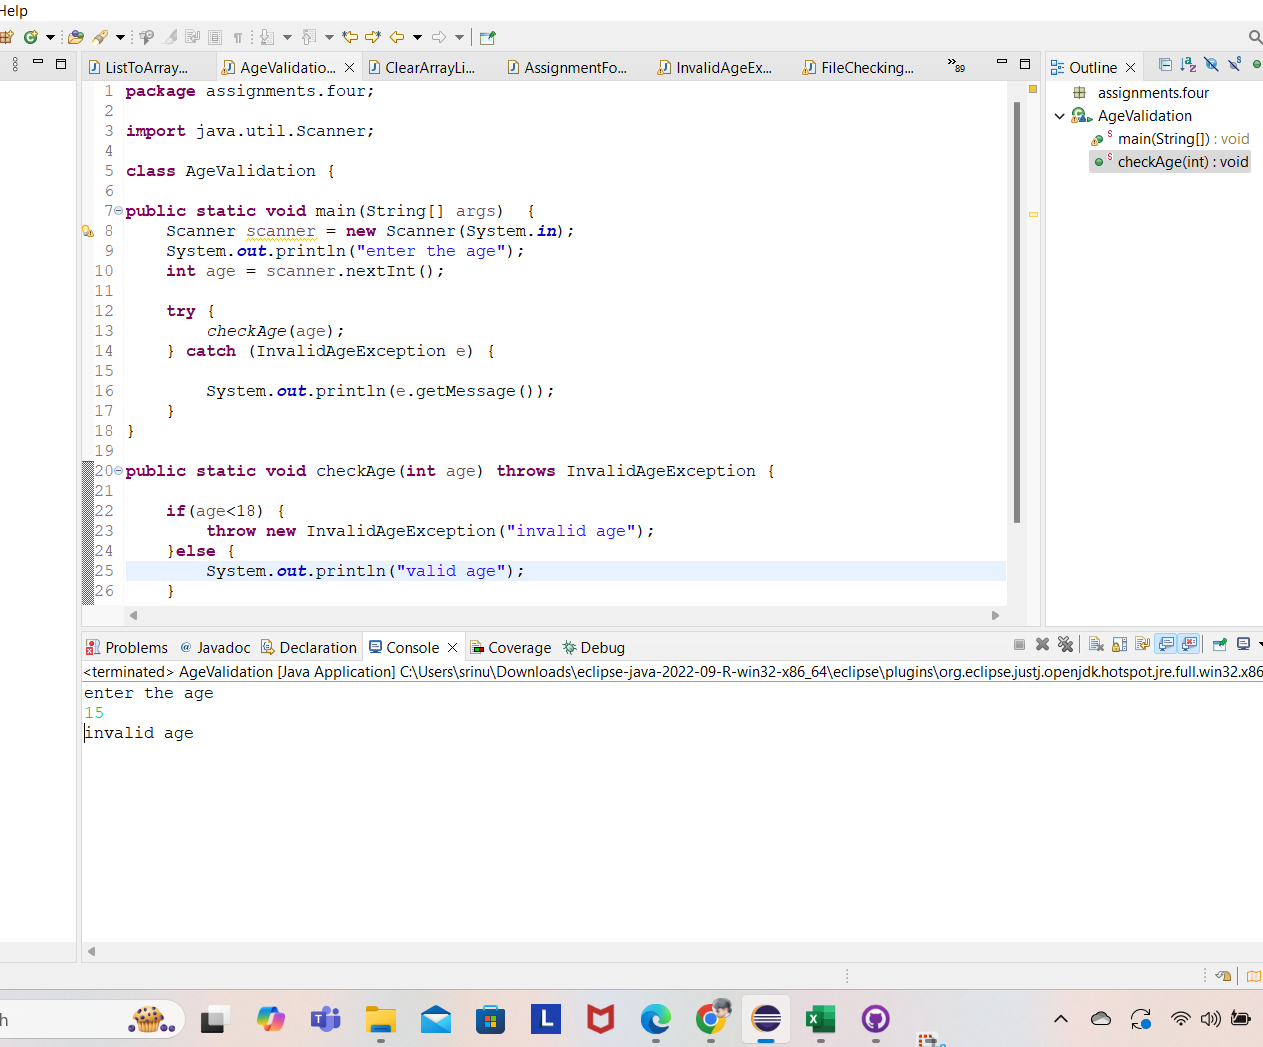 Help
ListToArray...
AgeValidatio...
ClearArrayLi...
AssignmentFo...
InvalidAgeEx...
FileChecking...
»89
Outline
1 package assignments.four;
2
3 import java.util.Scanner;
4
5 class AgeValidation {
6
7 public static void main(String[] args)  {
8     Scanner scanner = new Scanner(System.in);
9     System.out.println("enter the age");
10     int age = scanner.nextInt();
11
12     try {
13         checkAge(age);
14     } catch (InvalidAgeException e) {
15
16         System.out.println(e.getMessage());
17     }
18 }
19
20 public static void checkAge(int age) throws InvalidAgeException {
21
22     if(age<18) {
23         throw new InvalidAgeException("invalid age");
24     }else {
25         System.out.println("valid age");
26     }
assignments.four
AgeValidation
main(String[]) : void
checkAge(int) : void
Problems @ Javadoc Declaration Console Coverage Debug
<terminated> AgeValidation [Java Application] C:\Users\srinu\Downloads\eclipse-java-2022-09-R-win32-x86_64\eclipse\plugins\org.eclipse.justj.openjdk.hotspot.jre.full.win32.x86
enter the age
15
invalid age
h